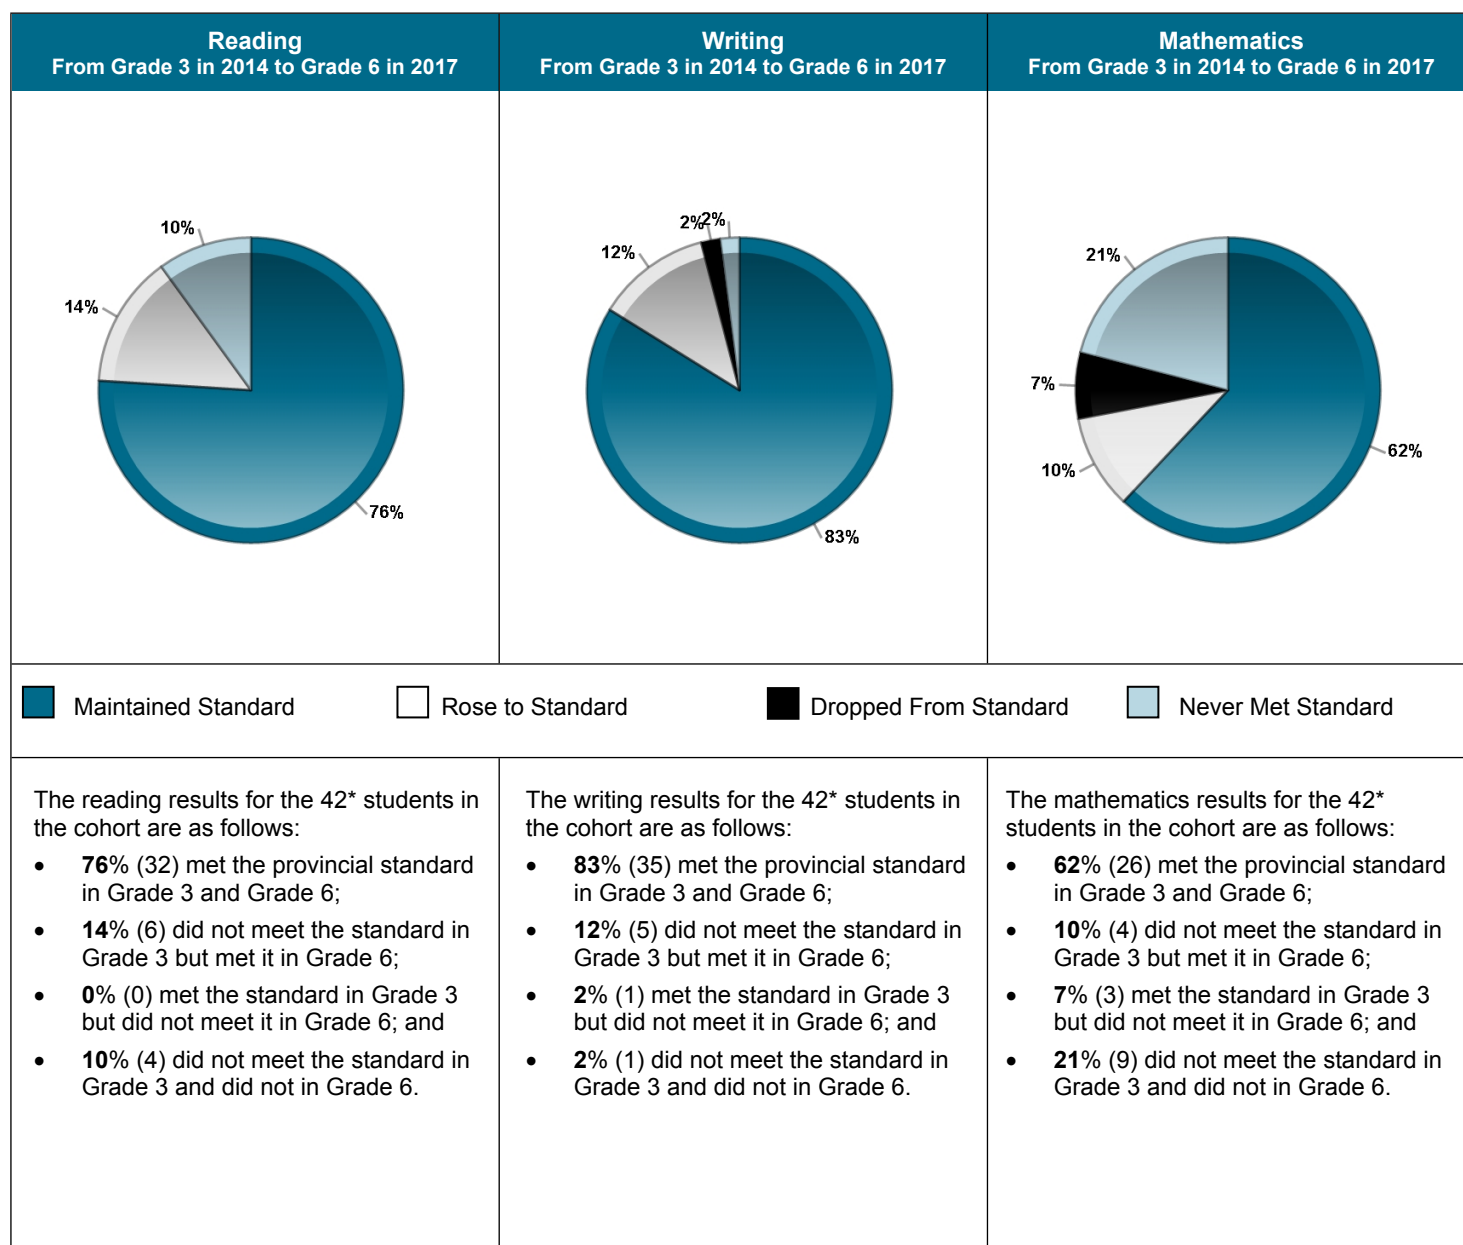 Reading
From Grade 3 in 2014 to Grade 6 in 2017
Writing
From Grade 3 in 2014 to Grade 6 in 2017
Mathematics
From Grade 3 in 2014 to Grade 6 in 2017
10%
14%
76%
2%
2%
12%
83%
21%
7%
10%
62%
Maintained Standard
Rose to Standard
Dropped From Standard
Never Met Standard
The reading results for the 42* students in
the cohort are as follows:
• 76% (32) met the provincial standard
in Grade 3 and Grade 6;
• 14% (6) did not meet the standard in
Grade 3 but met it in Grade 6;
• 0% (0) met the standard in Grade 3
but did not meet it in Grade 6; and
• 10% (4) did not meet the standard in
Grade 3 and did not in Grade 6.
The writing results for the 42* students in
the cohort are as follows:
• 83% (35) met the provincial standard
in Grade 3 and Grade 6;
• 12% (5) did not meet the standard in
Grade 3 but met it in Grade 6;
• 2% (1) met the standard in Grade 3
but did not meet it in Grade 6; and
• 2% (1) did not meet the standard in
Grade 3 and did not in Grade 6.
The mathematics results for the 42*
students in the cohort are as follows:
• 62% (26) met the provincial standard
in Grade 3 and Grade 6;
• 10% (4) did not meet the standard in
Grade 3 but met it in Grade 6;
• 7% (3) met the standard in Grade 3
but did not meet it in Grade 6; and
• 21% (9) did not meet the standard in
Grade 3 and did not in Grade 6.